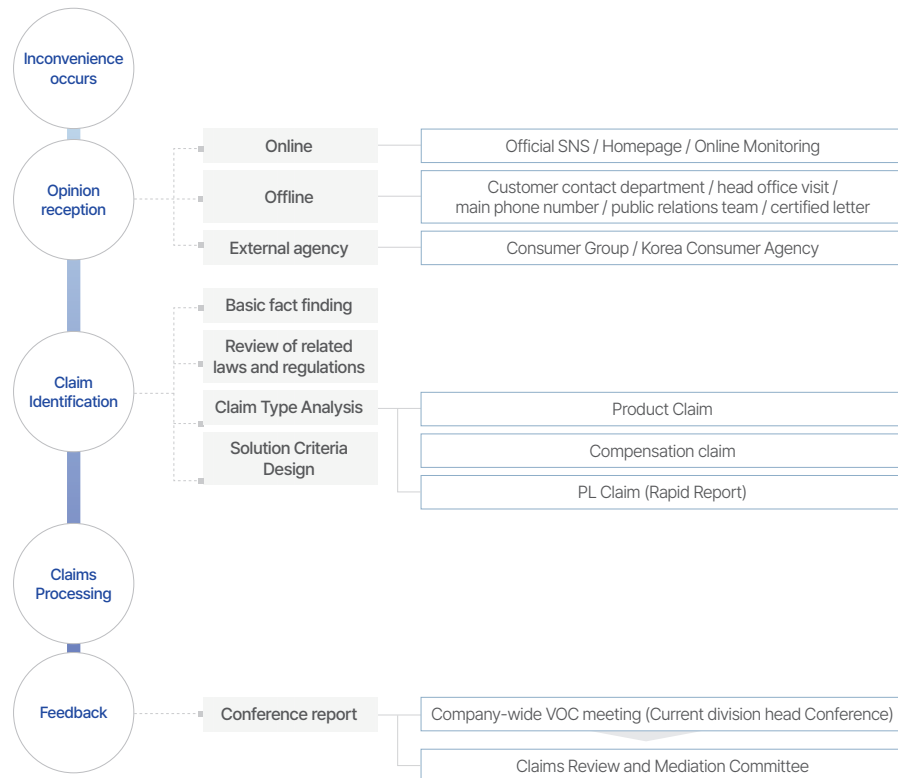 Inconvenience
occurs
Opinion
reception
Online
Official SNS / Homepage / Online Monitoring
Offline
Customer contact department / head office visit /
main phone number / public relations team / certified letter
External agency
Consumer Group / Korea Consumer Agency
Claim
Identification
Basic fact finding
Review of related
laws and regulations
Claim Type Analysis
Product Claim
Compensation claim
PL Claim (Rapid Report)
Solution Criteria
Design
Claims
Processing
Feedback
Conference report
Company-wide VOC meeting (Current division head Conference)
Claims Review and Mediation Committee